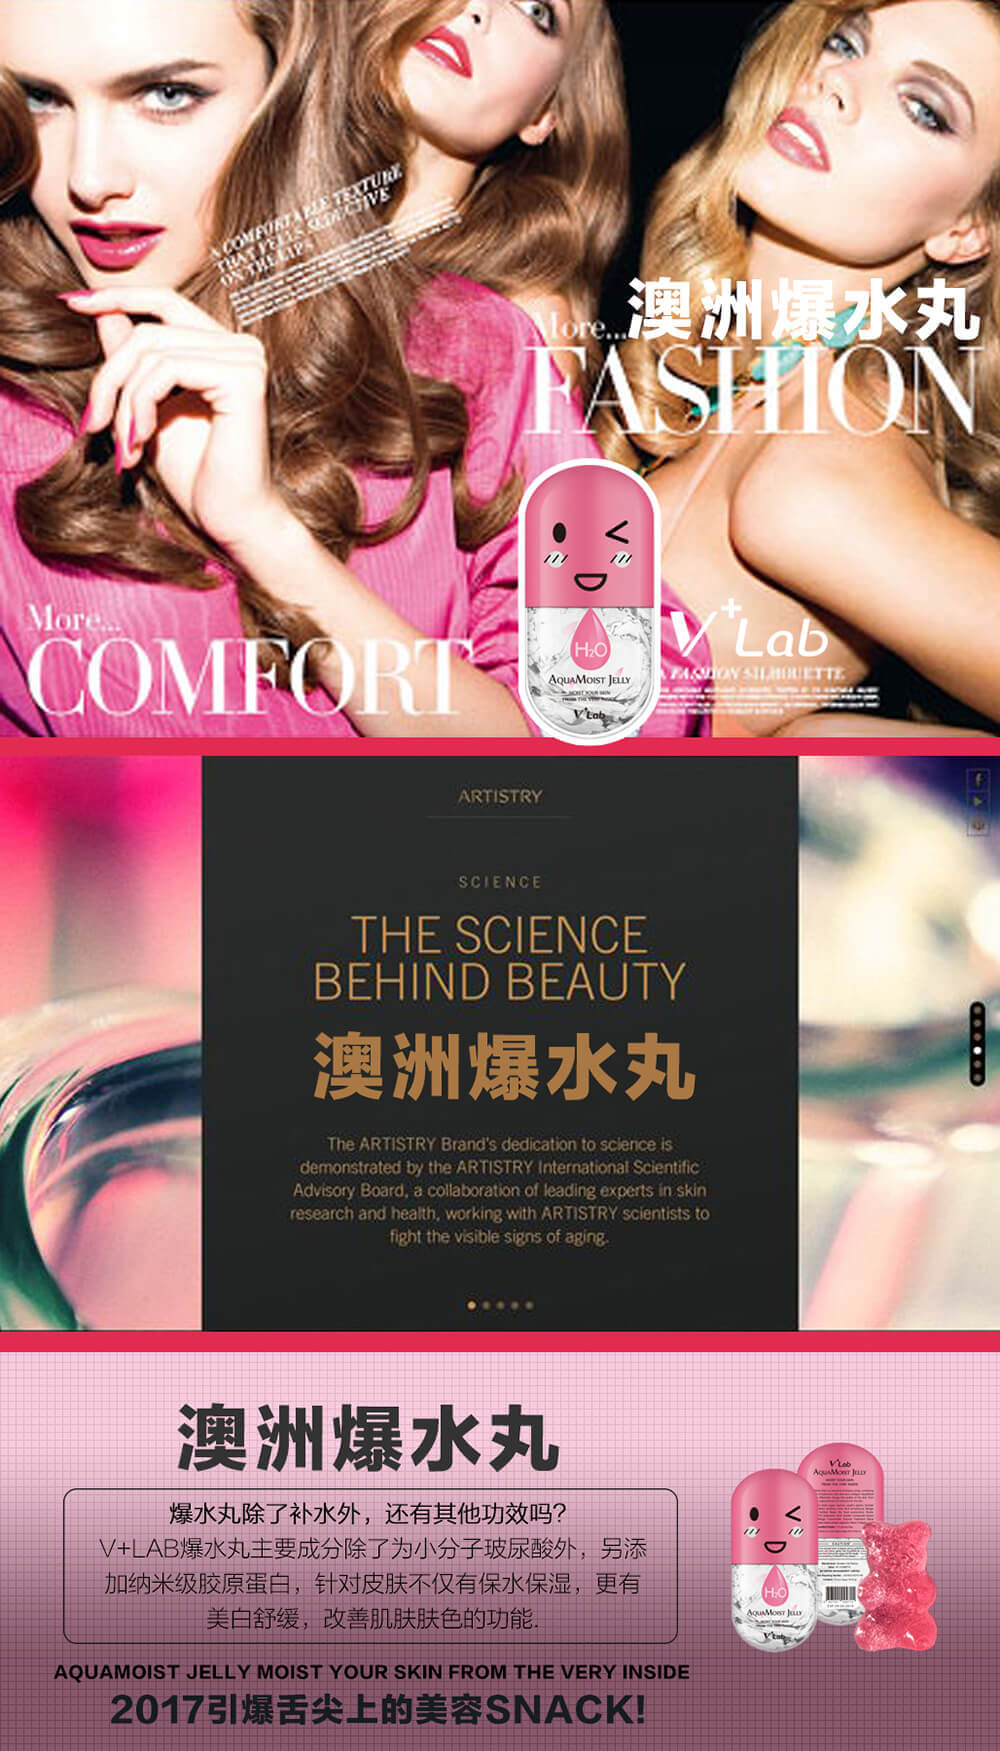 A COMFORTABLE TEXTURE
THAT FEELS SEDUCTIVE
ON THE LIPS
澳洲爆水丸
More...
FASHION
More...
COMFORT
H₂O
AQUAMOIST JELLY
MOIST YOUR SKIN
FROM THE VERY INSIDE
V+Lab
V+Lab
FASHION SILHOUETTE
ARTISTRY
SCIENCE
THE SCIENCE
BEHIND BEAUTY
澳洲爆水丸
The ARTISTRY Brand's dedication to science is
demonstrated by the ARTISTRY International Scientific
Advisory Board, a collaboration of leading experts in skin
research and health, working with ARTISTRY scientists to
fight the visible signs of aging.
澳洲爆水丸
爆水丸除了补水外，还有其他功效吗？
V+LAB爆水丸主要成分除了为小分子玻尿酸外，另添
加纳米级胶原蛋白，针对皮肤不仅有保水保湿，更有
美白舒缓，改善肌肤肤色的功能.
V+Lab
AQUAMOIST JELLY
H₂O
AQUAMOIST JELLY
V+Lab
AQUAMOIST JELLY MOIST YOUR SKIN FROM THE VERY INSIDE
2017引爆舌尖上的美容SNACK!